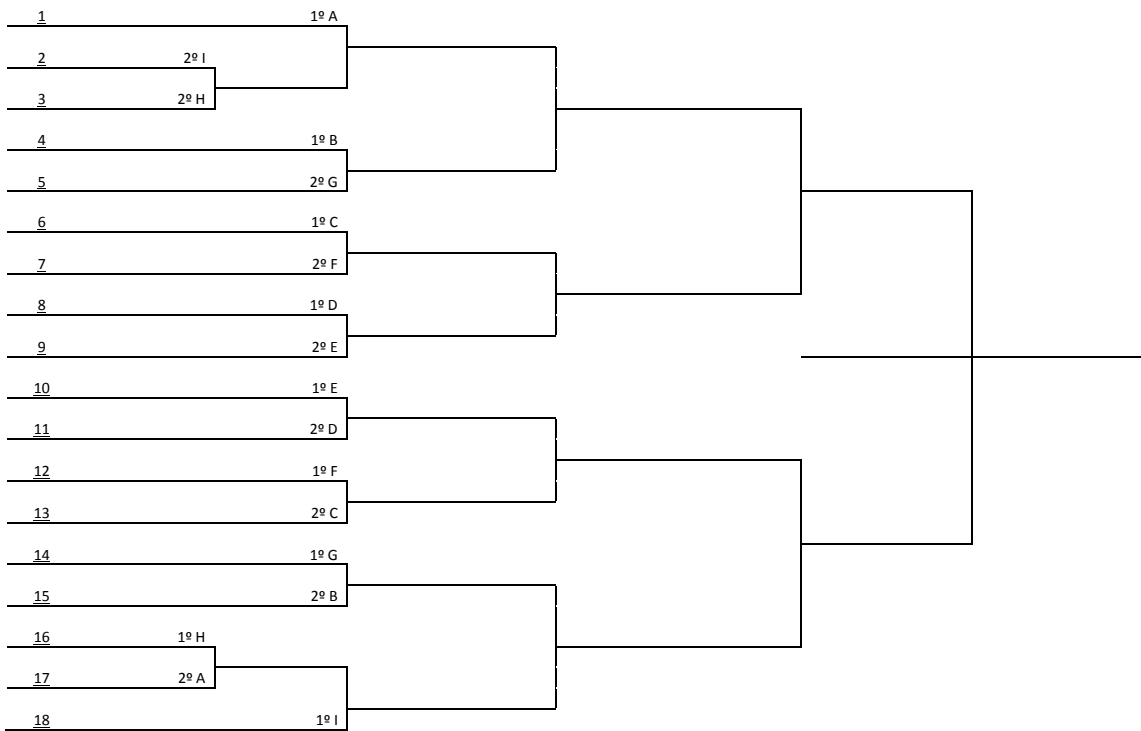 1 1º A
2 2º I
3 2º H
4 1º B
5 2º G
6 1º C
7 2º F
8 1º D
9 2º E
10 1º E
11 2º D
12 1º F
13 2º C
14 1º G
15 2º B
16 1º H
17 2º A
18 1º I